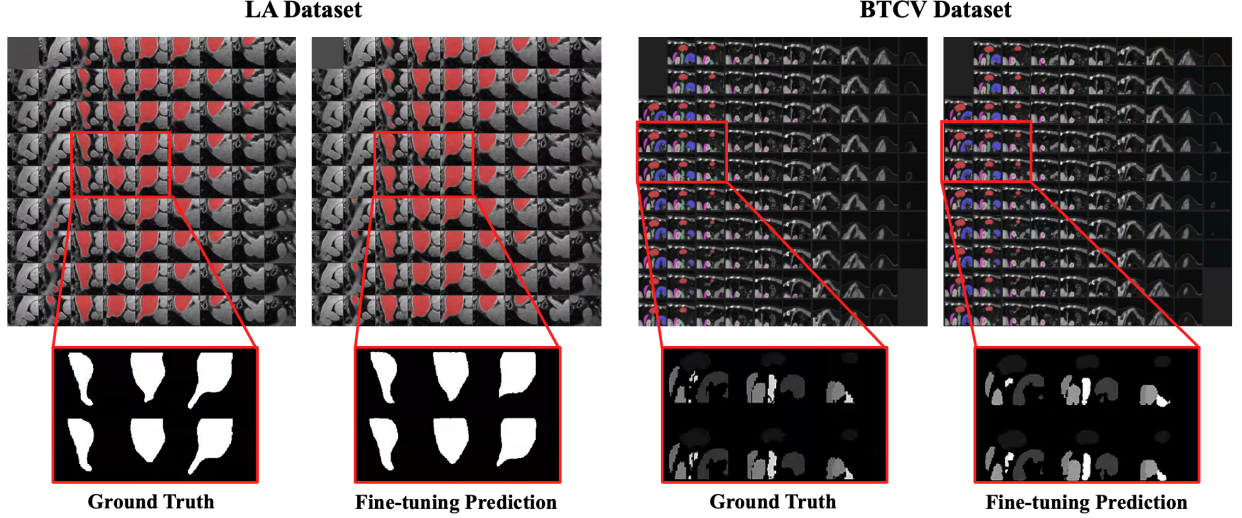 LA Dataset
BTCV Dataset
Ground Truth
Fine-tuning Prediction
Ground Truth
Fine-tuning Prediction